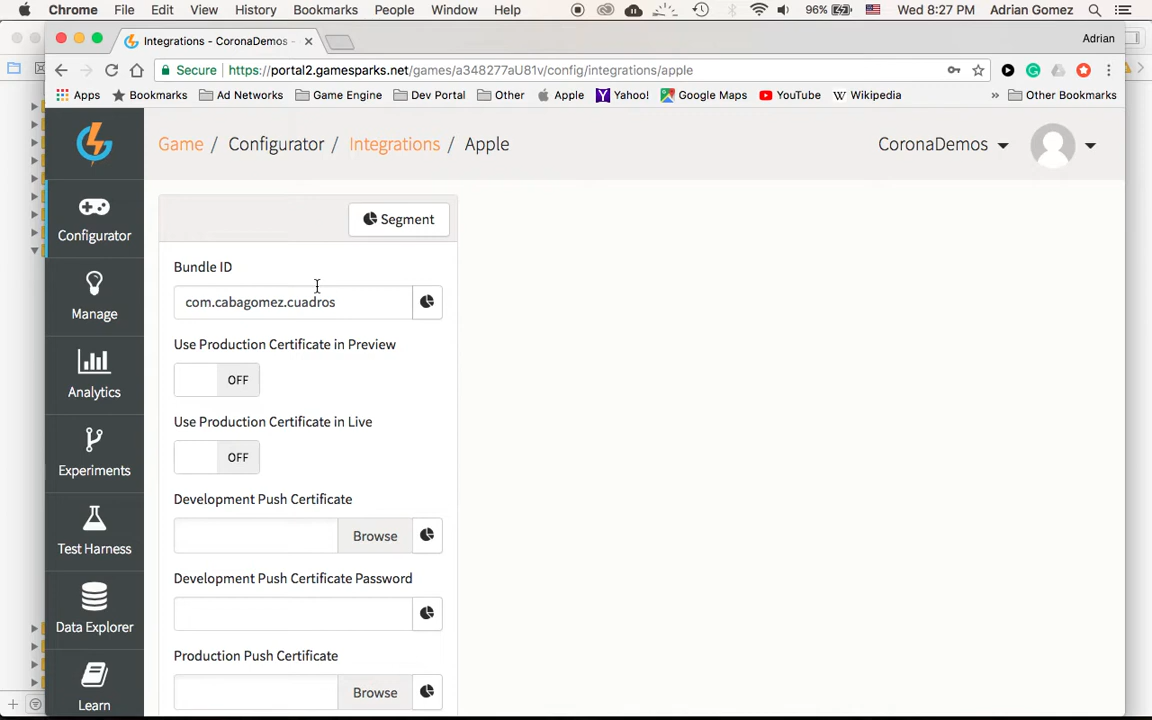 Chrome File Edit View History Bookmarks People Window Help 96% Wed 8:27 PM Adrian Gomez
Integrations - CoronaDemos - Adrian
Secure https://portal2.gamesparks.net/games/a348277aU81v/config/integrations/apple
Apps Bookmarks Ad Networks Game Engine Dev Portal Other Apple Yahoo! Google Maps YouTube Wikipedia » Other Bookmarks
Game / Configurator / Integrations / Apple CoronaDemos
Configurator
Manage
Analytics
Experiments
Test Harness
Data Explorer
Learn
Segment
Bundle ID
com.cabagomez.cuadros
Use Production Certificate in Preview
OFF
Use Production Certificate in Live
OFF
Development Push Certificate
Browse
Development Push Certificate Password
Production Push Certificate
Browse